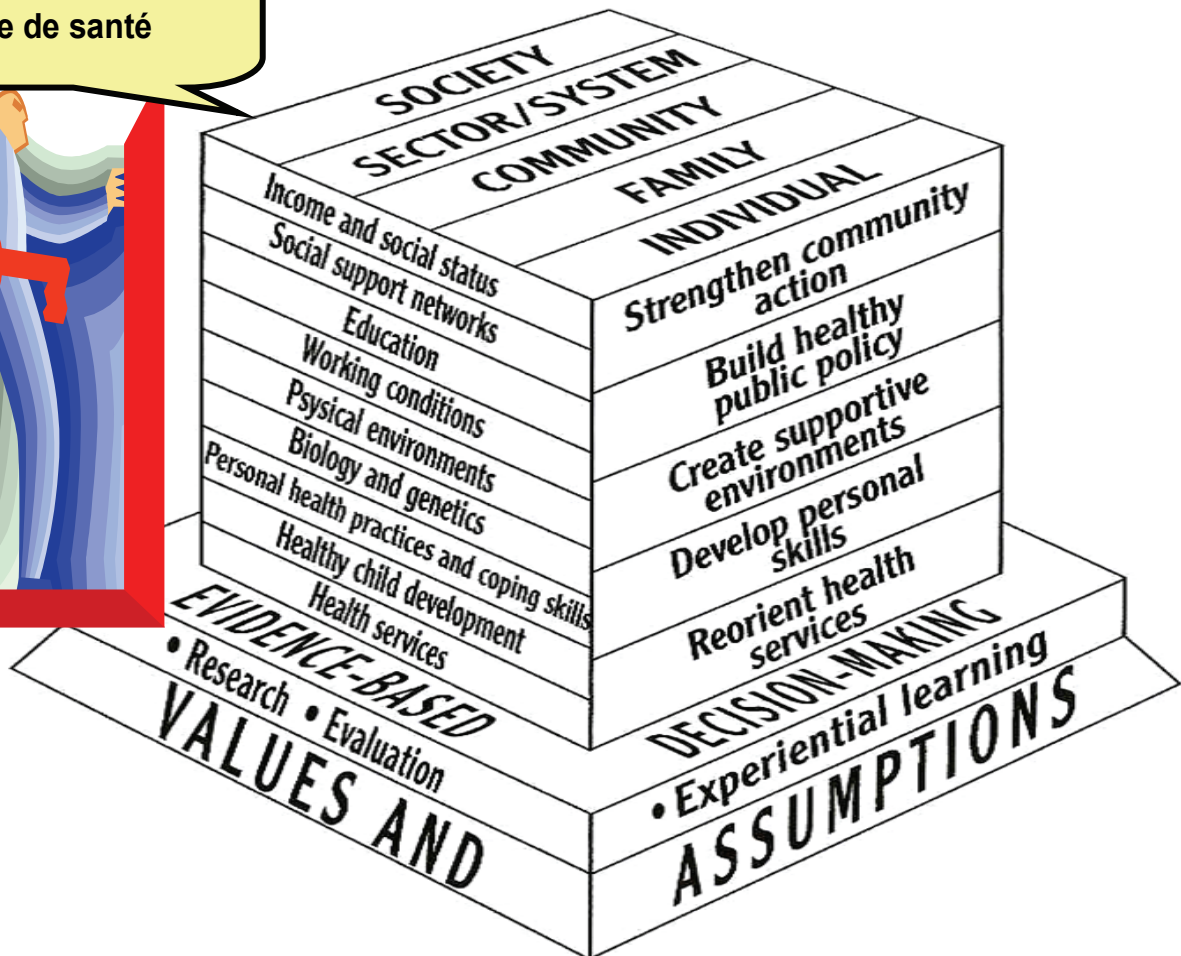 e de santé
SOCIETY
SECTOR/SYSTEM
COMMUNITY
FAMILY
INDIVIDUAL
Income and social status
Social support networks
Education
Working conditions
Psysical environments
Biology and genetics
Personal health practices and coping skills
Healthy child development
Health services
Strengthen community
action
Build healthy
public policy
Create supportive
environments
Develop personal
skills
Reorient health
services
EVIDENCE-BASED
DECISION-MAKING
• Research • Evaluation
• Experiential learning
VALUES AND
ASSUMPTIONS